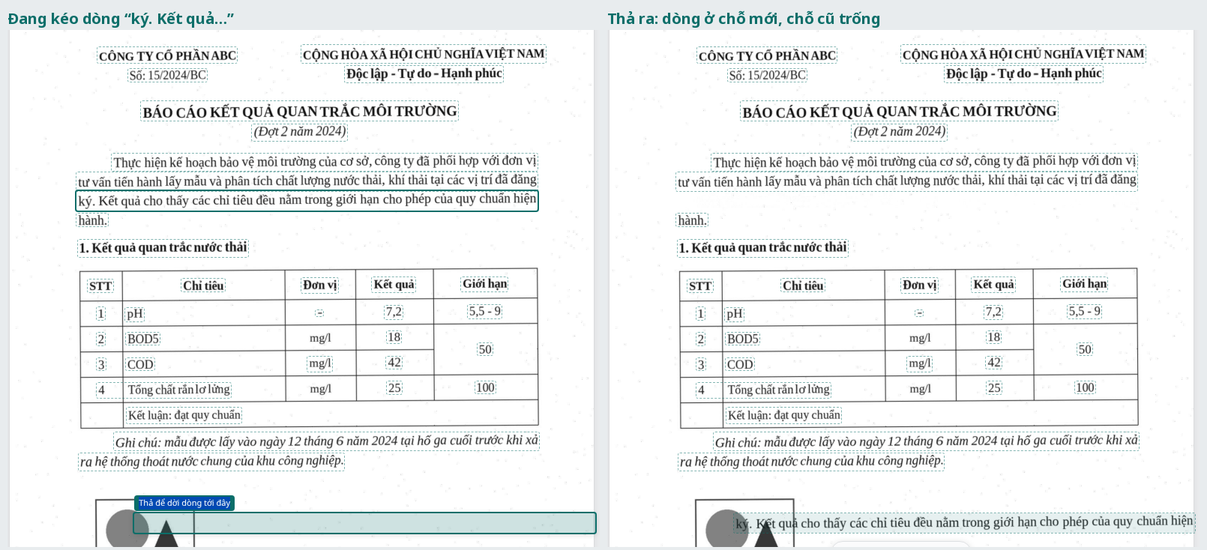 Đang kéo dòng “ký. Kết quả...”
CÔNG TY CỔ PHẦN ABC
CỘNG HÒA XÃ HỘI CHỦ NGHĨA VIỆT NAM
Số: 15/2024/BC
Độc lập - Tự do - Hạnh phúc
BÁO CÁO KẾT QUẢ QUAN TRẮC MÔI TRƯỜNG
(Đợt 2 năm 2024)
Thực hiện kế hoạch bảo vệ môi trường của cơ sở, công ty đã phối hợp với đơn vị
tư vấn tiến hành lấy mẫu và phân tích chất lượng nước thải, khí thải tại các vị trí đã đăng
ký. Kết quả cho thấy các chỉ tiêu đều nằm trong giới hạn cho phép của quy chuẩn hiện
hành.
1. Kết quả quan trắc nước thải
STT Chỉ tiêu Đơn vị Kết quả Giới hạn
1 pH - 7,2 5,5 - 9
2 BOD5 mg/l 18
50
3 COD mg/l 42
4 Tổng chất rắn lơ lửng mg/l 25 100
Kết luận: đạt quy chuẩn
Ghi chú: mẫu được lấy vào ngày 12 tháng 6 năm 2024 tại hố ga cuối trước khi xả
ra hệ thống thoát nước chung của khu công nghiệp.
Thả để dời dòng tới đây
Thả ra: dòng ở chỗ mới, chỗ cũ trống
CÔNG TY CỔ PHẦN ABC
CỘNG HÒA XÃ HỘI CHỦ NGHĨA VIỆT NAM
Số: 15/2024/BC
Độc lập - Tự do - Hạnh phúc
BÁO CÁO KẾT QUẢ QUAN TRẮC MÔI TRƯỜNG
(Đợt 2 năm 2024)
Thực hiện kế hoạch bảo vệ môi trường của cơ sở, công ty đã phối hợp với đơn vị
tư vấn tiến hành lấy mẫu và phân tích chất lượng nước thải, khí thải tại các vị trí đã đăng
hành.
1. Kết quả quan trắc nước thải
STT Chỉ tiêu Đơn vị Kết quả Giới hạn
1 pH - 7,2 5,5 - 9
2 BOD5 mg/l 18
50
3 COD mg/l 42
4 Tổng chất rắn lơ lửng mg/l 25 100
Kết luận: đạt quy chuẩn
Ghi chú: mẫu được lấy vào ngày 12 tháng 6 năm 2024 tại hố ga cuối trước khi xả
ra hệ thống thoát nước chung của khu công nghiệp.
ký. Kết quả cho thấy các chỉ tiêu đều nằm trong giới hạn cho phép của quy chuẩn hiện